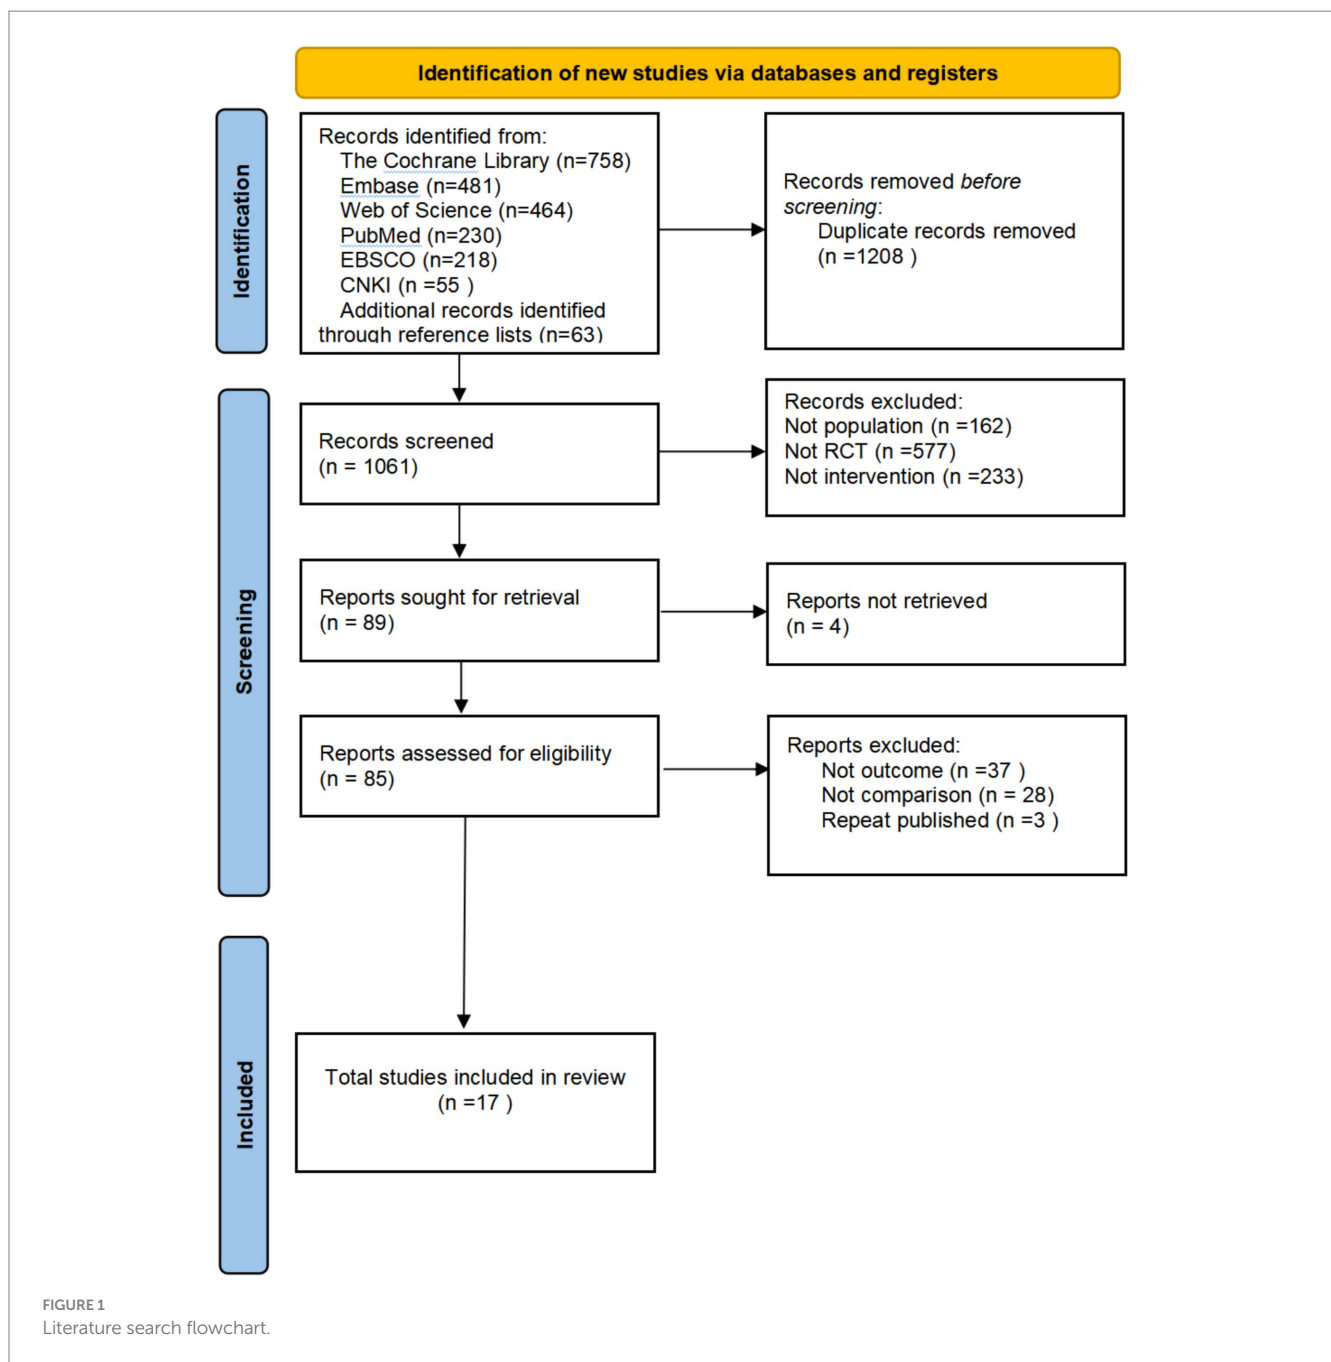 Identification of new studies via databases and registers
Identification
Records identified from:
The Cochrane Library (n=758)
Embase (n=481)
Web of Science (n=464)
PubMed (n=230)
EBSCO (n=218)
CNKI (n =55 )
Additional records identified
through reference lists (n=63)
Records removed before
screening:
Duplicate records removed
(n =1208 )
Screening
Records screened
(n = 1061)
Records excluded:
Not population (n =162)
Not RCT (n =577)
Not intervention (n =233)
Reports sought for retrieval
(n = 89)
Reports not retrieved
(n = 4)
Reports assessed for eligibility
(n = 85)
Reports excluded:
Not outcome (n =37 )
Not comparison (n = 28)
Repeat published (n =3 )
Included
Total studies included in review
(n =17 )
FIGURE 1
Literature search flowchart.